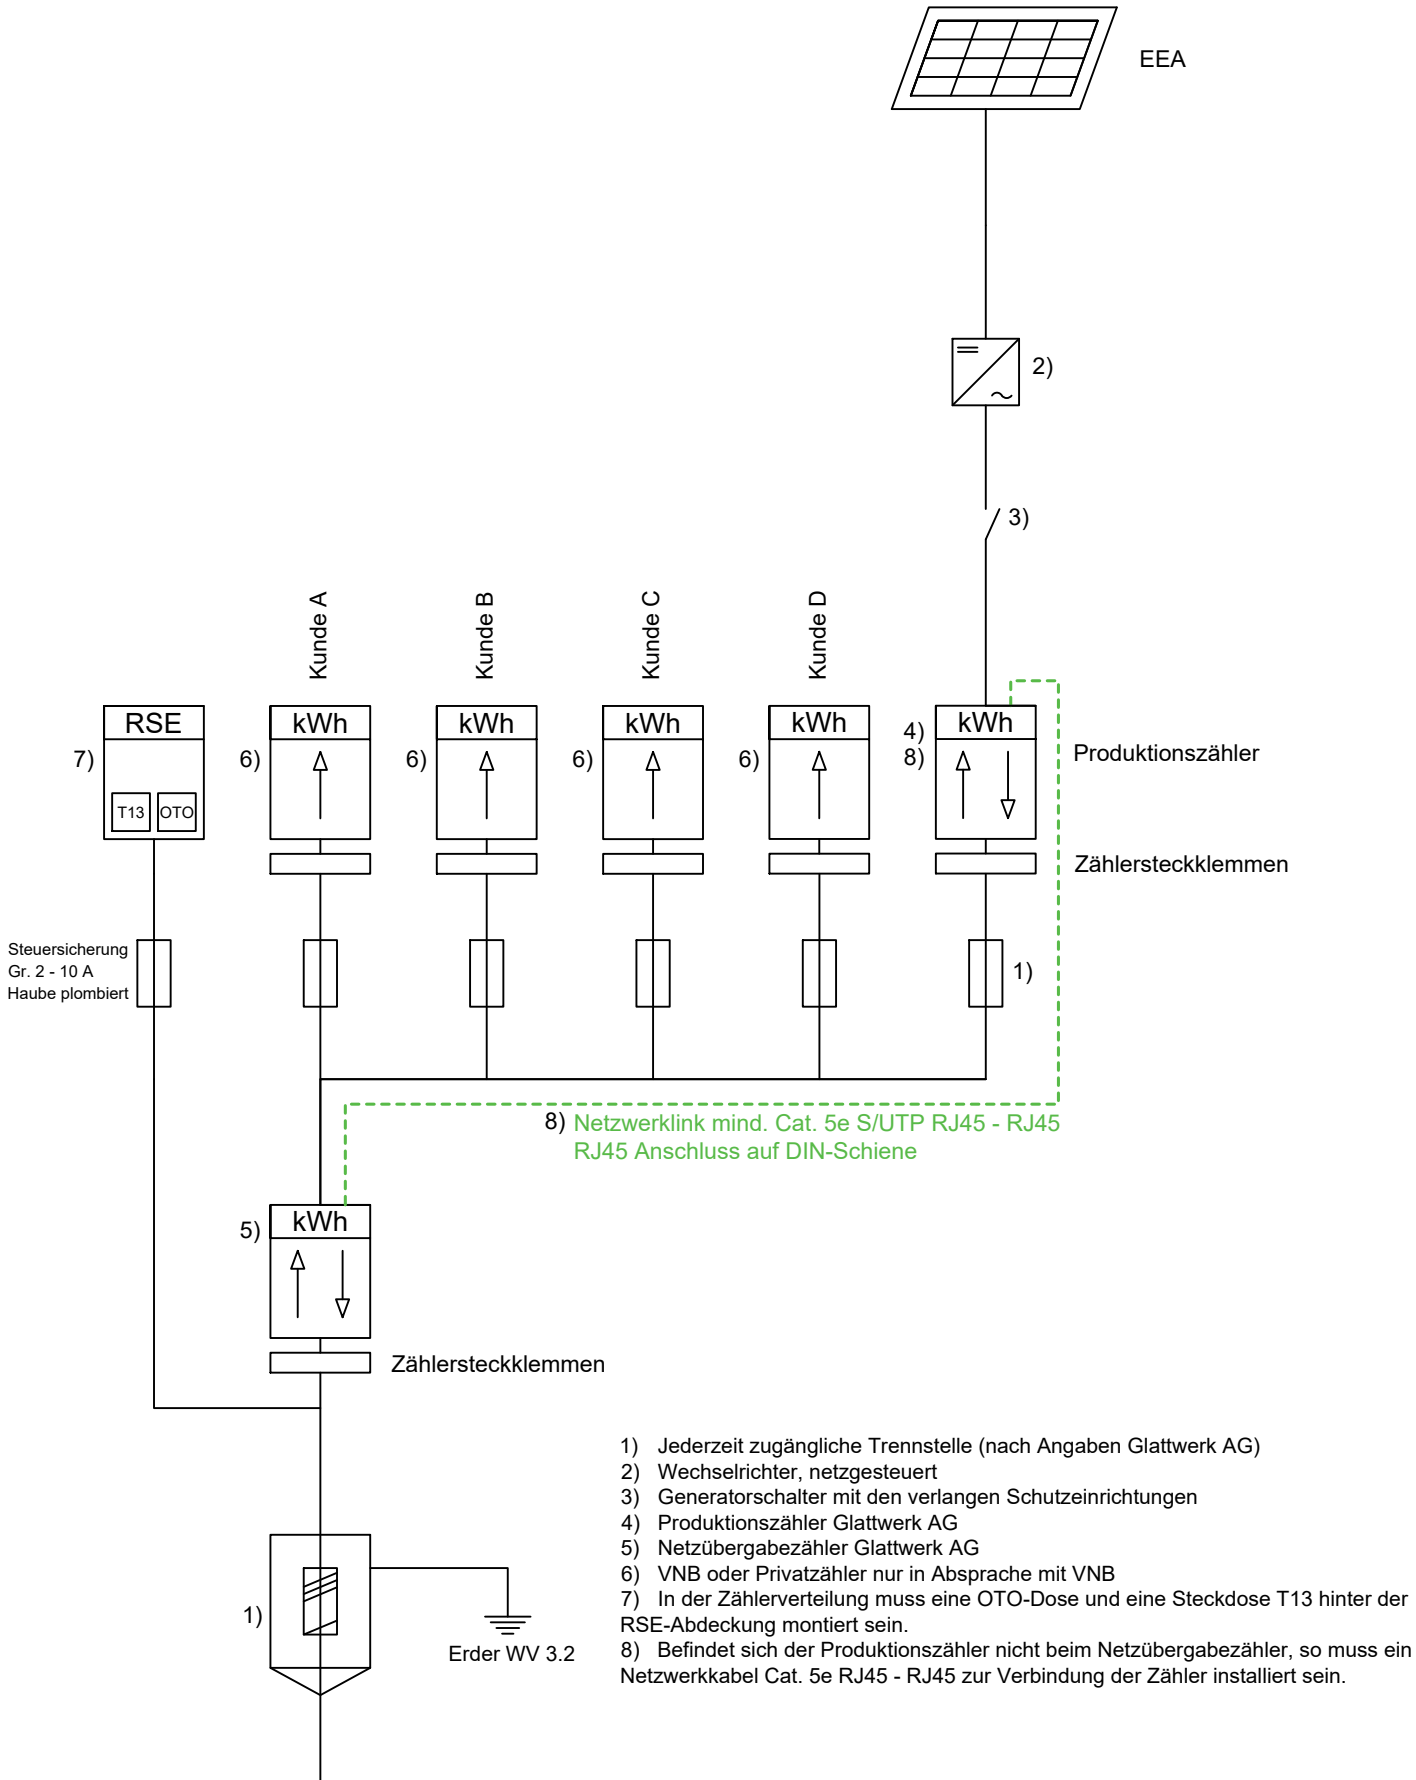 EEA
2)
3)
Kunde A
Kunde B
Kunde C
Kunde D
RSE
kWh
kWh
kWh
kWh
kWh
7)
6)
6)
6)
6)
4)
8)
Produktionszähler
T13
OTO
Zählersteckklemmen
Steuersicherung
Gr. 2 - 10 A
Haube plombiert
1)
8) Netzwerklink mind. Cat. 5e S/UTP RJ45 - RJ45
RJ45 Anschluss auf DIN-Schiene
5)
kWh
Zählersteckklemmen
1)
Erder WV 3.2
1) Jederzeit zugängliche Trennstelle (nach Angaben Glattwerk AG)
2) Wechselrichter, netzgesteuert
3) Generatorschalter mit den verlangen Schutzeinrichtungen
4) Produktionszähler Glattwerk AG
5) Netzübergabezähler Glattwerk AG
6) VNB oder Privatzähler nur in Absprache mit VNB
7) In der Zählerverteilung muss eine OTO-Dose und eine Steckdose T13 hinter der
RSE-Abdeckung montiert sein.
8) Befindet sich der Produktionszähler nicht beim Netzübergabezähler, so muss ein
Netzwerkkabel Cat. 5e RJ45 - RJ45 zur Verbindung der Zähler installiert sein.